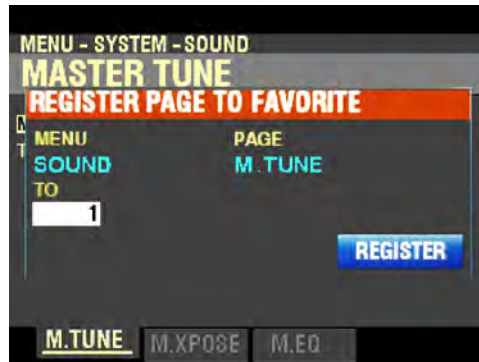 MENU - SYSTEM - SOUND
MASTER TUNE
REGISTER PAGE TO FAVORITE
MENU PAGE
SOUND M.TUNE
TO
1
REGISTER
M.TUNE M.XPOSE M.EQ